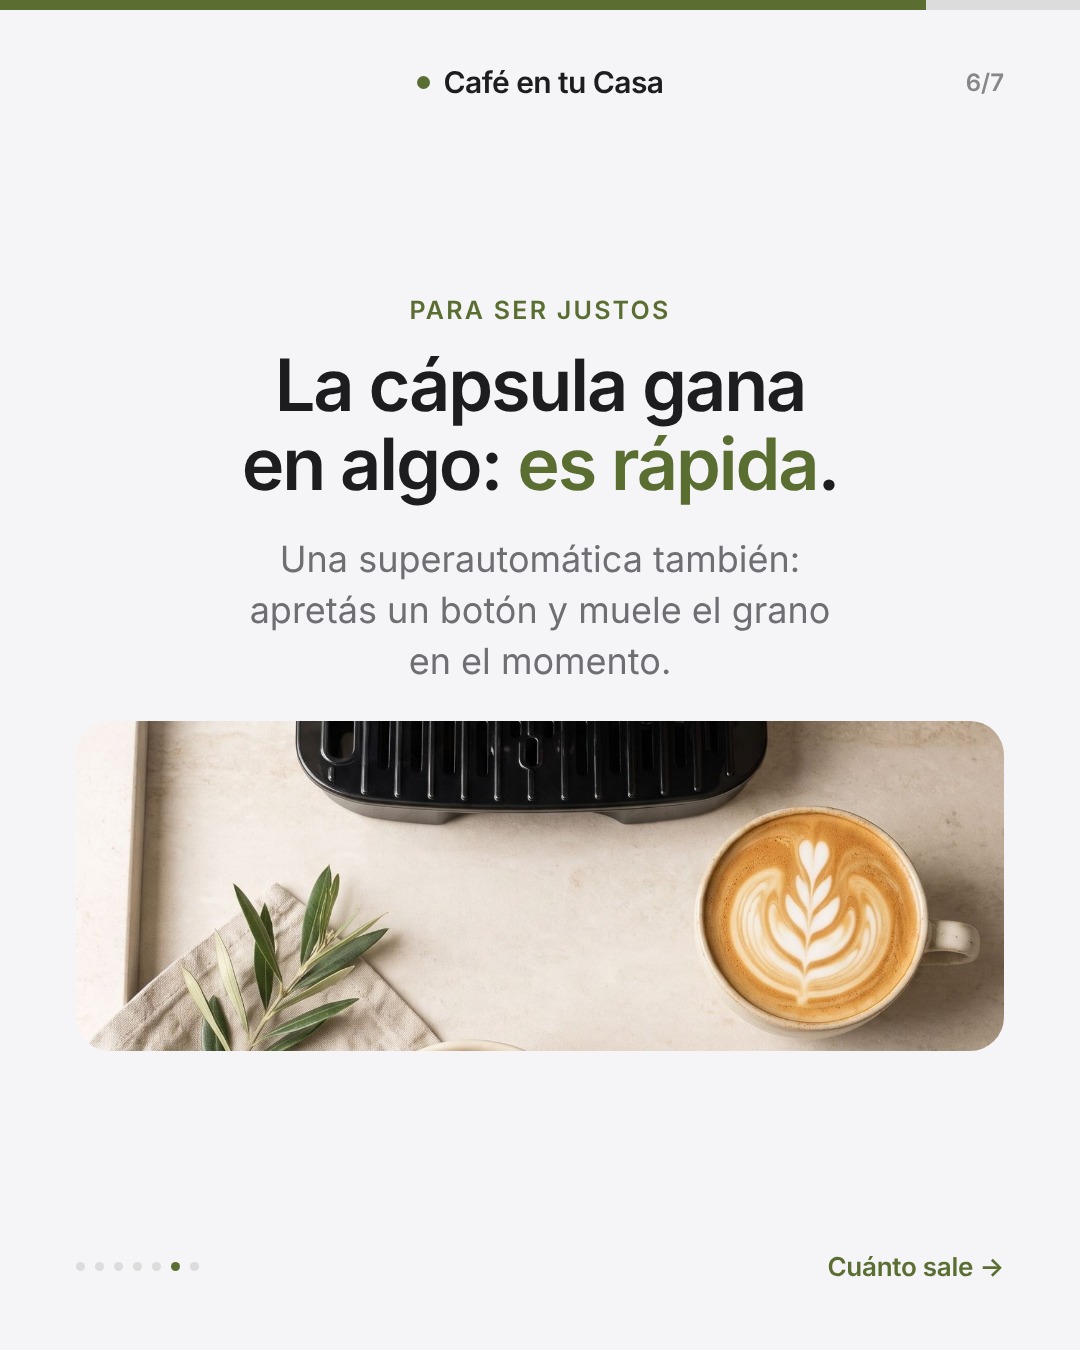 Café en tu Casa
6/7
PARA SER JUSTOS
La cápsula gana
en algo: es rápida.
Una superautomática también:
apretás un botón y muele el grano
en el momento.
Cuánto sale →